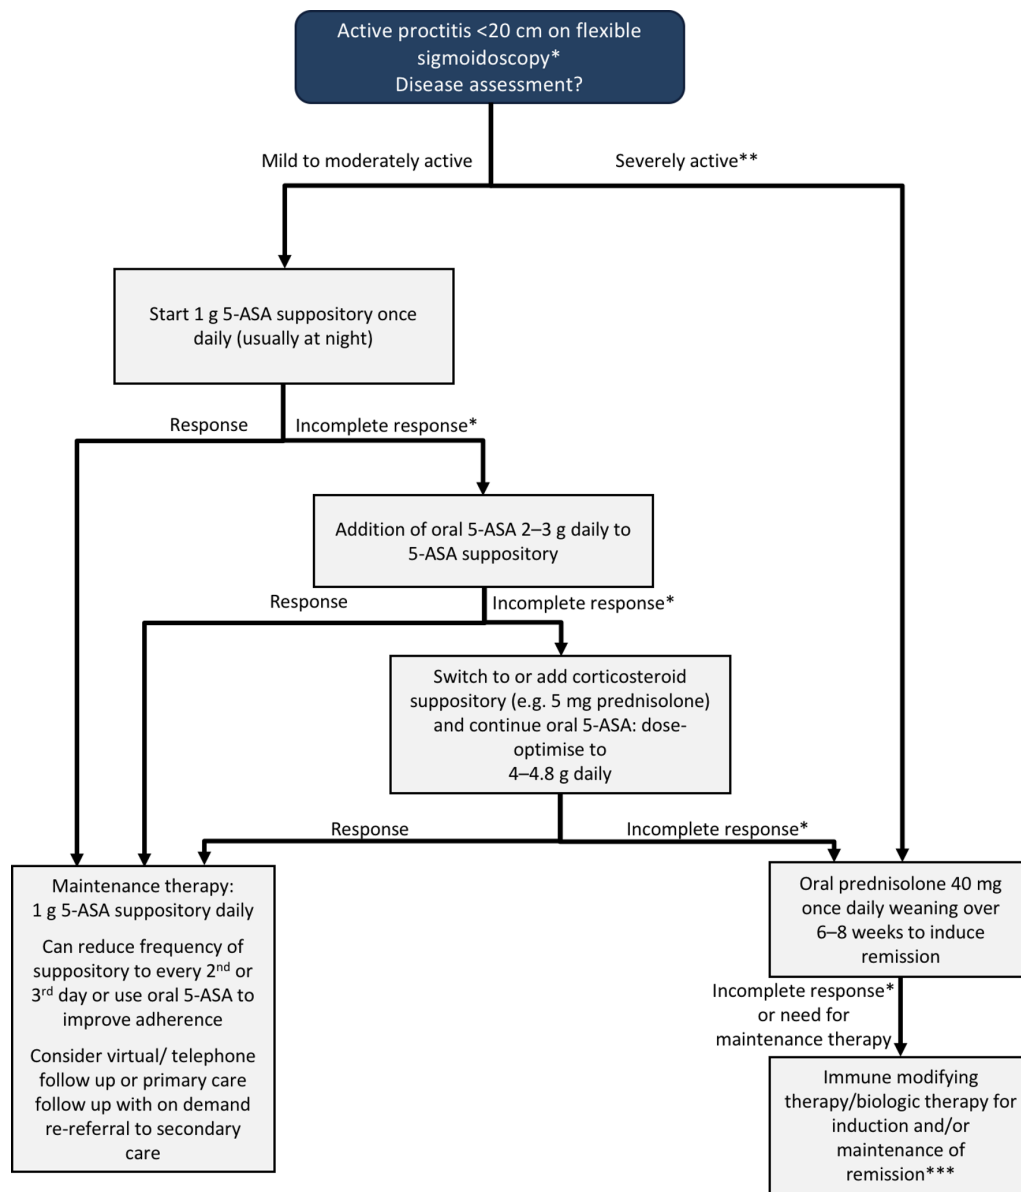 Active proctitis <20 cm on flexible
sigmoidoscopy*
Disease assessment?
Mild to moderately active
Severely active**
Start 1 g 5-ASA suppository once
daily (usually at night)
Response
Incomplete response*
Addition of oral 5-ASA 2–3 g daily to
5-ASA suppository
Response
Incomplete response*
Switch to or add corticosteroid
suppository (e.g. 5 mg prednisolone)
and continue oral 5-ASA: dose-
optimise to
4–4.8 g daily
Response
Incomplete response*
Maintenance therapy:
1 g 5-ASA suppository daily
Can reduce frequency of
suppository to every 2nd or
3rd day or use oral 5-ASA to
improve adherence
Consider virtual/ telephone
follow up or primary care
follow up with on demand
re-referral to secondary
care
Oral prednisolone 40 mg
once daily weaning over
6–8 weeks to induce
remission
Incomplete response*
or need for
maintenance therapy
Immune modifying
therapy/biologic therapy for
induction and/or
maintenance of
remission***